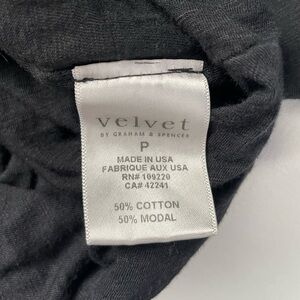 velvet
BY GRAHAM & SPENCER
P
MADE IN USA
FABRIQUE AUX USA
RN# 109220
CA# 42241
50% COTTON
50% MODAL